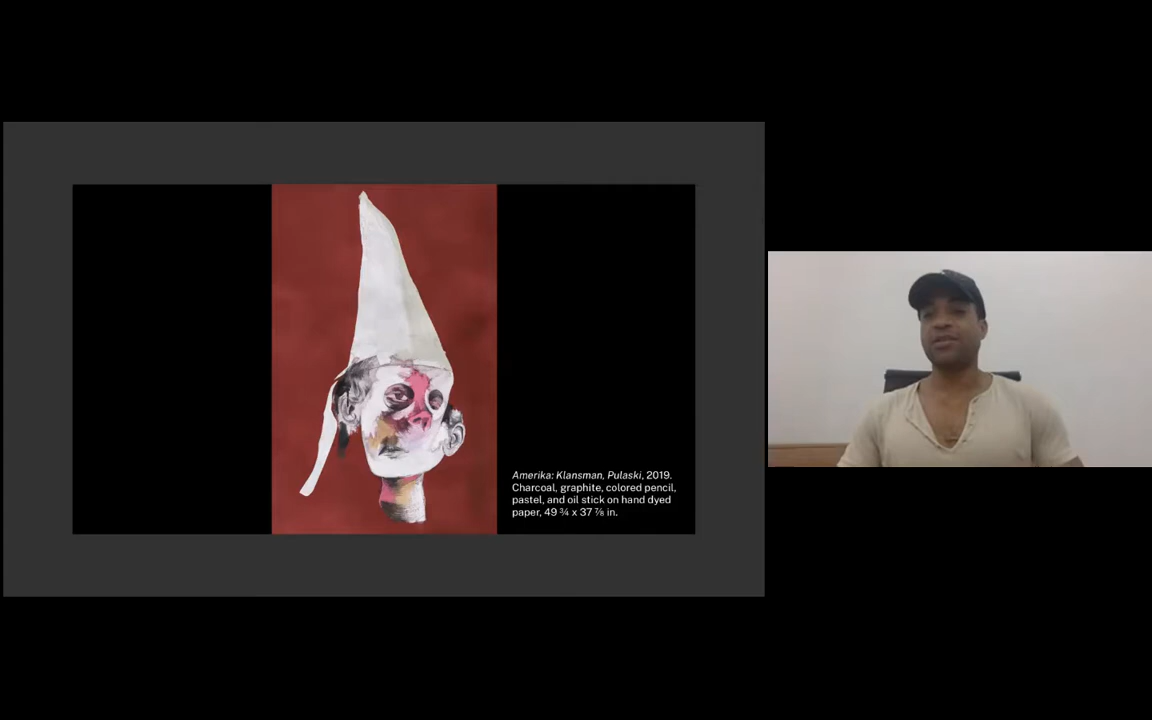 Amerika: Klansman, Pulaski, 2019.
Charcoal, graphite, colored pencil,
pastel, and oil stick on hand dyed
paper, 49 ¾ x 37 ⅞ in.